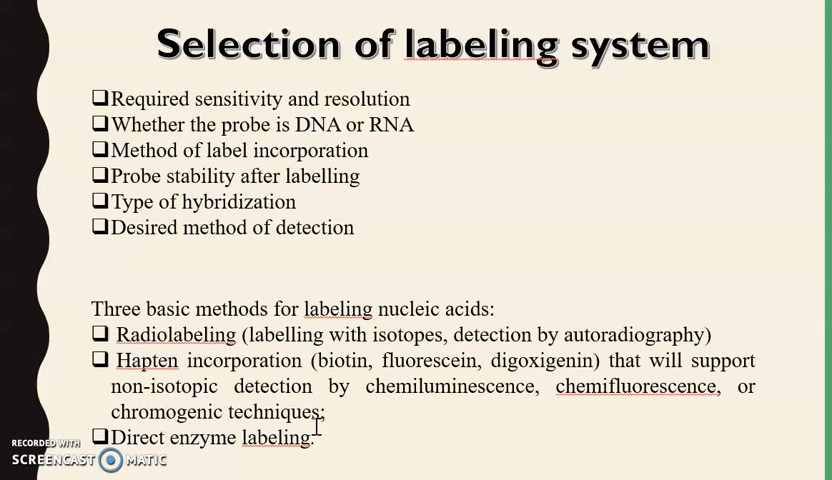 Selection of labeling system
❑Required sensitivity and resolution
❑Whether the probe is DNA or RNA
❑Method of label incorporation
❑Probe stability after labelling
❑Type of hybridization
❑Desired method of detection
Three basic methods for labeling nucleic acids:
❑ Radiolabeling (labelling with isotopes, detection by autoradiography)
❑ Hapten incorporation (biotin, fluorescein, digoxigenin) that will support
non-isotopic detection by chemiluminescence, chemifluorescence, or
chromogenic techniques;
❑Direct enzyme labeling.
RECORDED WITH
SCREENCAST MATIC